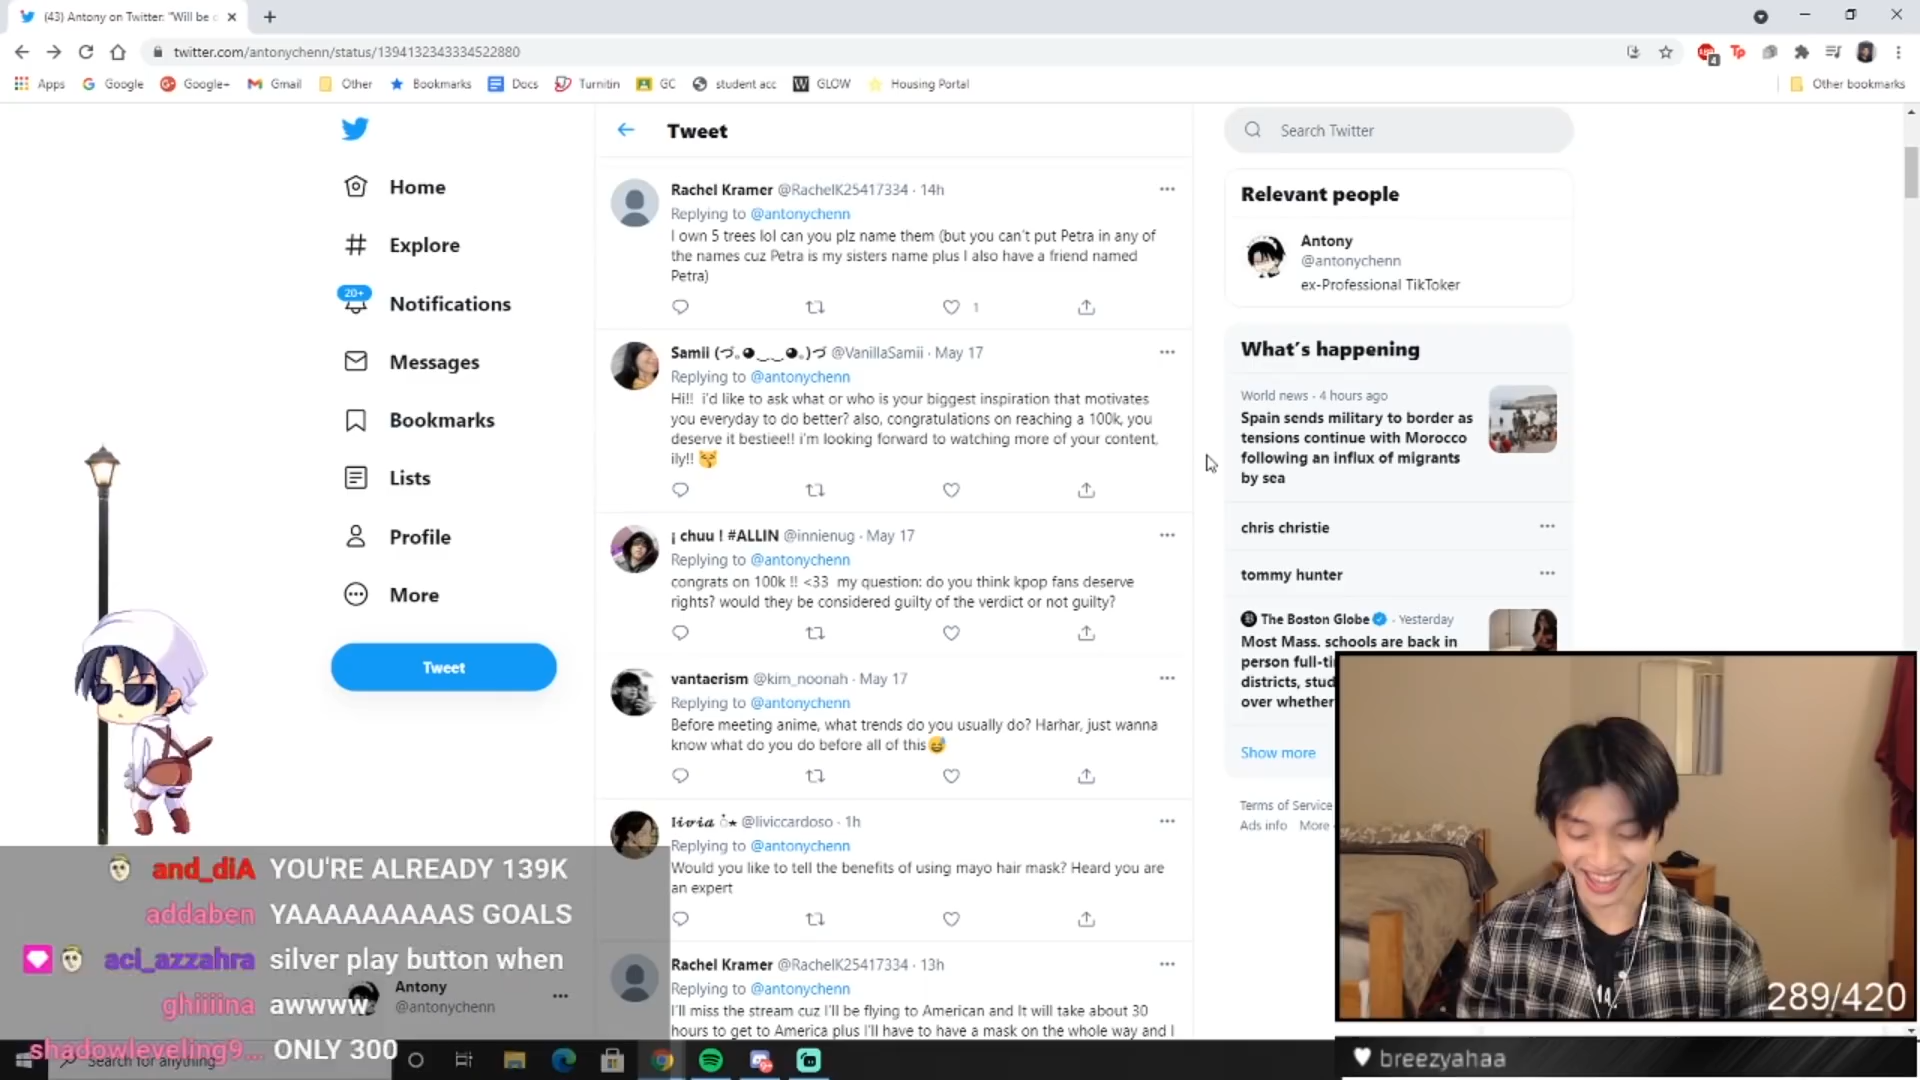 (43) Antony on Twitter: "Will be
twitter.com/antonychenn/status/1394132343334522880
4
Apps
Google
Google+
Gmail
Other
Bookmarks
Docs
Turnitin
GC
student acc
GLOW
Housing Portal
Other bookmarks
Home
Explore
20+
Notifications
Messages
Bookmarks
Lists
Profile
More
Tweet
Antony
@antonychenn
Tweet
Rachel Kramer @RachelK25417334 · 14h
Replying to @antonychenn
I own 5 trees lol can you plz name them (but you can't put Petra in any of
the names cuz Petra is my sisters name plus I also have a friend named
Petra)
1
Samii (づ｡◕‿‿◕｡)づ @VanillaSamii · May 17
Replying to @antonychenn
Hi!! i'd like to ask what or who is your biggest inspiration that motivates
you everyday to do better? also, congratulations on reaching a 100k, you
deserve it bestiee!! i'm looking forward to watching more of your content,
ily!! 😽
¡ chuu ! #ALLIN @innienug · May 17
Replying to @antonychenn
congrats on 100k !! <33 my question: do you think kpop fans deserve
rights? would they be considered guilty of the verdict or not guilty?
vantaerism @kim_noonah · May 17
Replying to @antonychenn
Before meeting anime, what trends do you usually do? Harhar, just wanna
know what do you do before all of this😅
@liviccardoso · 1h
Replying to @antonychenn
Would you like to tell the benefits of using mayo hair mask? Heard you are
an expert
Rachel Kramer @RachelK25417334 · 13h
Replying to @antonychenn
I'll miss the stream cuz I'll be flying to American and It will take about 30
hours to get to America plus I'll have to have a mask on the whole way and I
Search Twitter
Relevant people
Antony
@antonychenn
ex-Professional TikToker
What's happening
World news · 4 hours ago
Spain sends military to border as
tensions continue with Morocco
following an influx of migrants
by sea
chris christie
tommy hunter
The Boston Globe · Yesterday
Most Mass. schools are back in
person full-ti
districts, stud
over whether
Show more
Terms of Service
Ads info More
and_diA YOU'RE ALREADY 139K
addaben YAAAAAAAAAS GOALS
aci_azzahra silver play button when
ghiiiina awwww
shadowleveling9... ONLY 300
Search for anything
289/420
breezyahaa